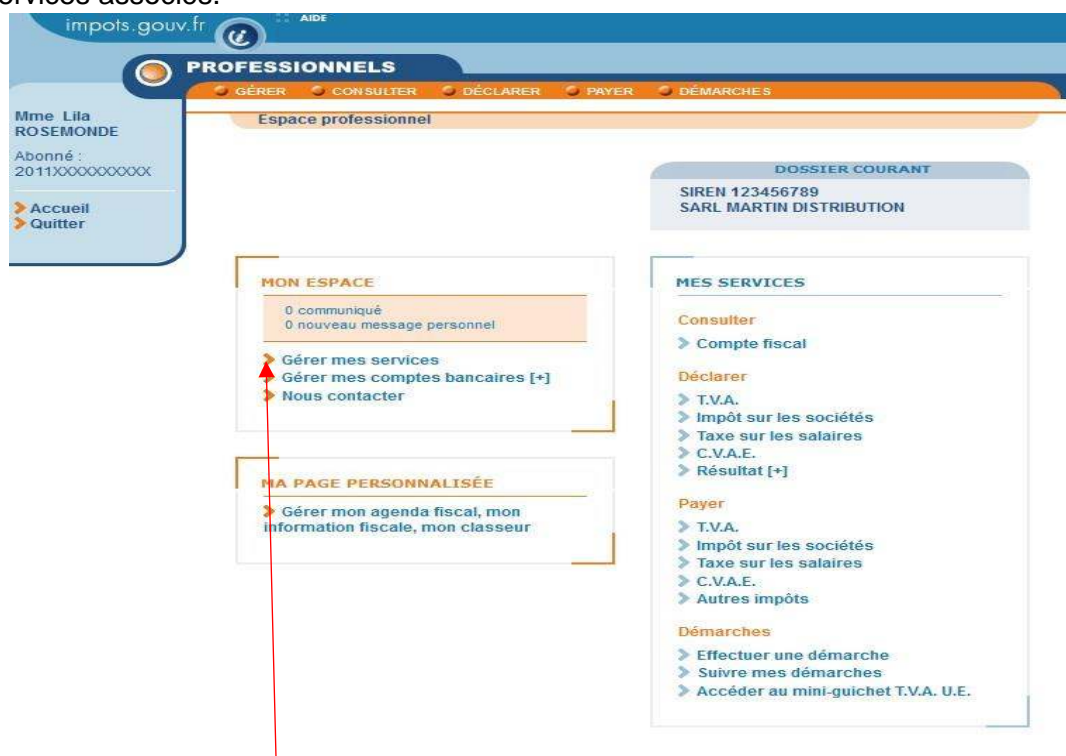 ervices associés.
impots.gouv.fr
AIDE
PROFESSIONNELS
GÉRER CONSULTER DÉCLARER PAYER DÉMARCHES
Mme Lila
ROSEMONDE
Abonné :
2011XXXXXXXXXX
Accueil
Quitter
Espace professionnel
DOSSIER COURANT
SIREN 123456789
SARL MARTIN DISTRIBUTION
MON ESPACE
0 communiqué
0 nouveau message personnel
Gérer mes services
Gérer mes comptes bancaires [+]
Nous contacter
MA PAGE PERSONNALISÉE
Gérer mon agenda fiscal, mon
information fiscale, mon classeur
MES SERVICES
Consulter
Compte fiscal
Déclarer
T.V.A.
Impôt sur les sociétés
Taxe sur les salaires
C.V.A.E.
Résultat [+]
Payer
T.V.A.
Impôt sur les sociétés
Taxe sur les salaires
C.V.A.E.
Autres impôts
Démarches
Effectuer une démarche
Suivre mes démarches
Accéder au mini-guichet T.V.A. U.E.